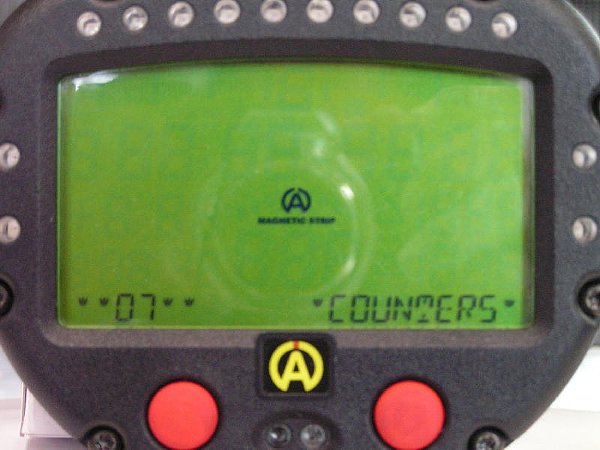 A
MAGNETIC STRIP
**07** *COUNTERS*
A